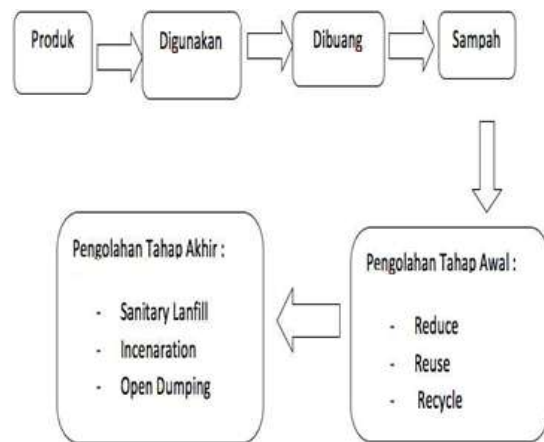 Produk
Digunakan
Dibuang
Sampah
Pengolahan Tahap Awal :
- Reduce
- Reuse
- Recycle
Pengolahan Tahap Akhir :
- Sanitary Lanfill
- Incenaration
- Open Dumping